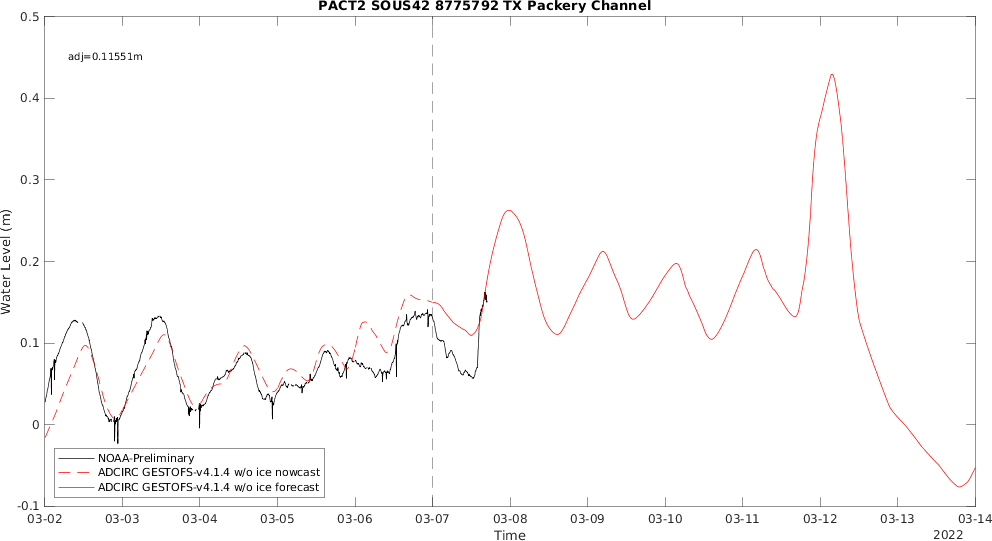 PACT2 SOUS42 8775792 TX Packery Channel
adj=0.11551m
0.5
0.4
0.3
0.2
0.1
0
-0.1
Water Level (m)
NOAA-Preliminary
ADCIRC GESTOFS-v4.1.4 w/o ice nowcast
ADCIRC GESTOFS-v4.1.4 w/o ice forecast
03-02 03-03 03-04 03-05 03-06 03-07 03-08 03-09 03-10 03-11 03-12 03-13 03-14
Time
2022